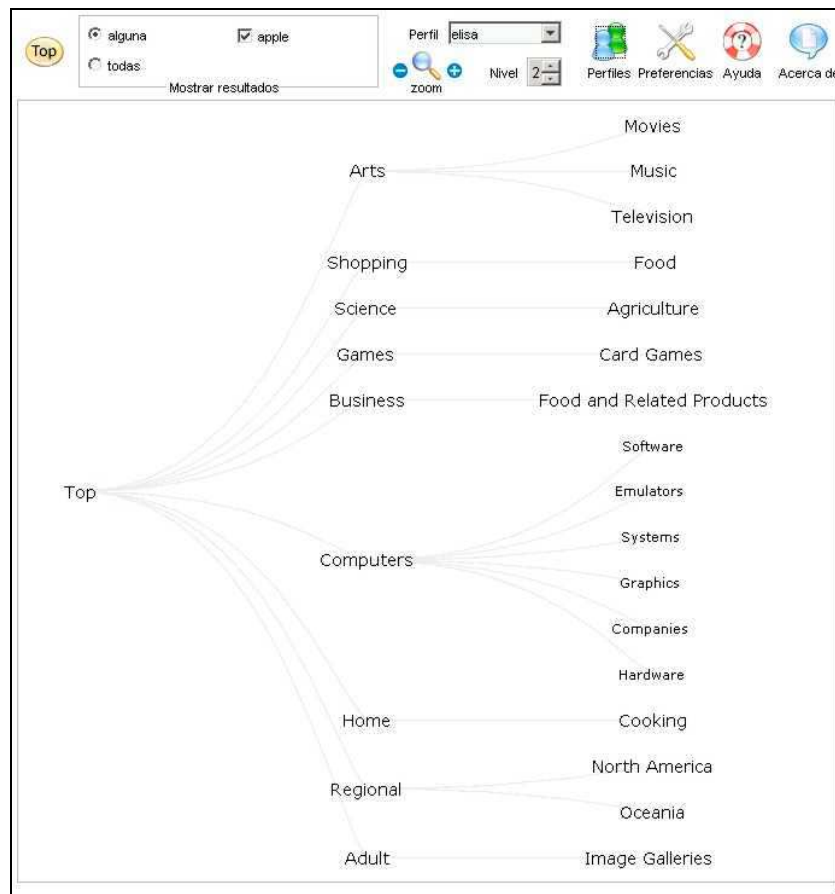 Top
alguna
apple
todas
Mostrar resultados
Perfil elisa
zoom
Nivel 2
Perfiles Preferencias Ayuda Acerca de
Movies
Arts Music
Television
Shopping Food
Science Agriculture
Games Card Games
Business Food and Related Products
Software
Top
Emulators
Systems
Computers
Graphics
Companies
Hardware
Home Cooking
North America
Regional
Oceania
Adult Image Galleries